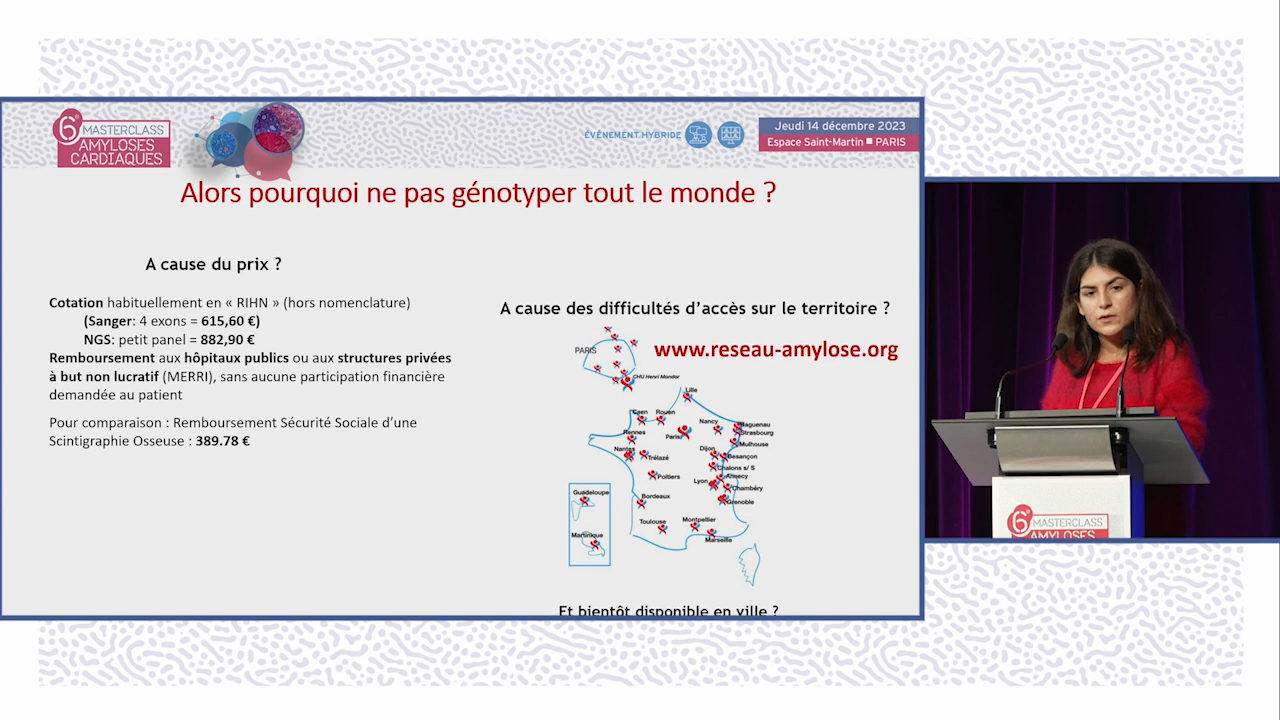 6e MASTERCLASS
AMYLOSES
CARDIAQUES
ÉVÉNEMENT HYBRIDE
Jeudi 14 décembre 2023
Espace Saint-Martin ■ PARIS
Alors pourquoi ne pas génotyper tout le monde ?
A cause du prix ?
Cotation habituellement en « RIHN » (hors nomenclature)
(Sanger: 4 exons = 615,60 €)
NGS: petit panel = 882,90 €
Remboursement aux hôpitaux publics ou aux structures privées
à but non lucratif (MERRI), sans aucune participation financière
demandée au patient
Pour comparaison : Remboursement Sécurité Sociale d’une
Scintigraphie Osseuse : 389.78 €
A cause des difficultés d’accès sur le territoire ?
www.reseau-amylose.org
PARIS
CHU Henri Mondor
Lille
Caen
Rouen
Nancy
Haguenau
Strasbourg
Rennes
Paris
Mulhouse
Nantes
Trélazé
Dijon
Besançon
Chalons s/ S
Poitiers
Lyon
Annecy
Chambéry
Grenoble
Guadeloupe
Bordeaux
Toulouse
Montpellier
Marseille
Martinique
Et bientôt disponible en ville ?
6e MASTERCLASS
AMYLOSES